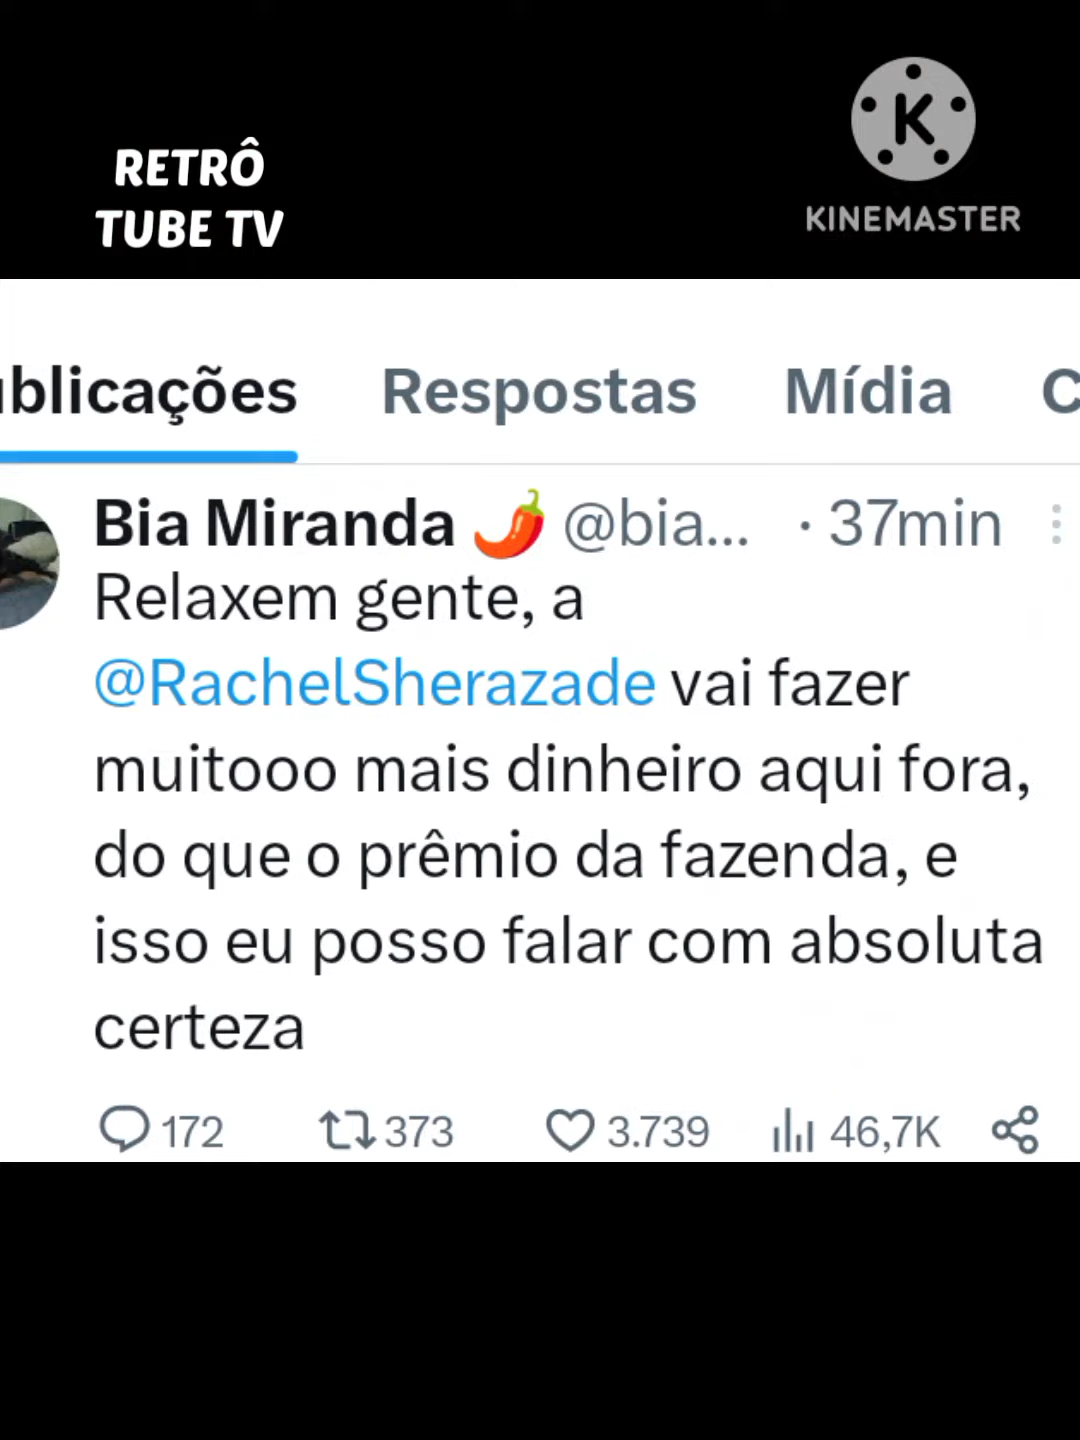 RETRÔ
TUBE TV
K
KINEMASTER
ublicações Respostas Mídia C
Bia Miranda 🌶️ @bia... · 37min
Relaxem gente, a
@RachelSherazade vai fazer
muitooo mais dinheiro aqui fora,
do que o prêmio da fazenda, e
isso eu posso falar com absoluta
certeza
172 373 3.739 46,7K